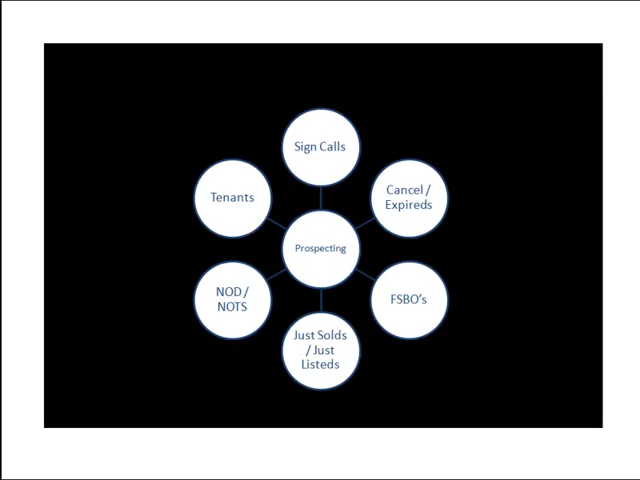 Sign Calls
Tenants
Cancel /
Expireds
Prospecting
NOD /
NOTS
FSBO's
Just Solds
/ Just
Listeds